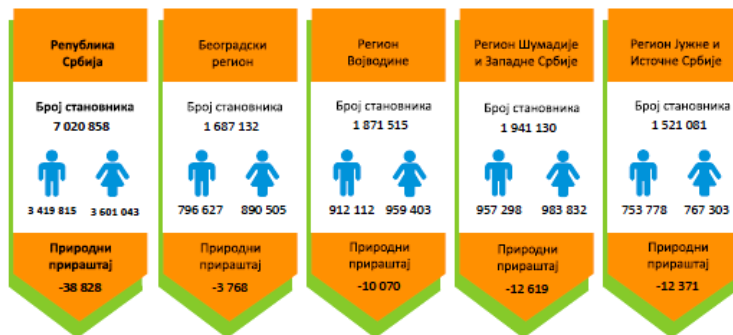 Република
Србија
Број становника
7 020 858
3 419 815 3 601 043
Природни
прираштај
-38 828
Београдски
регион
Број становника
1 687 132
796 627 890 505
Природни
прираштај
-3 768
Регион
Војводине
Број становника
1 871 515
912 112 959 403
Природни
прираштај
-10 070
Регион Шумадије
и Западне Србије
Број становника
1 941 130
957 298 983 832
Природни
прираштај
-12 619
Регион Јужне и
Источне Србије
Број становника
1 521 081
753 778 767 303
Природни
прираштај
-12 371